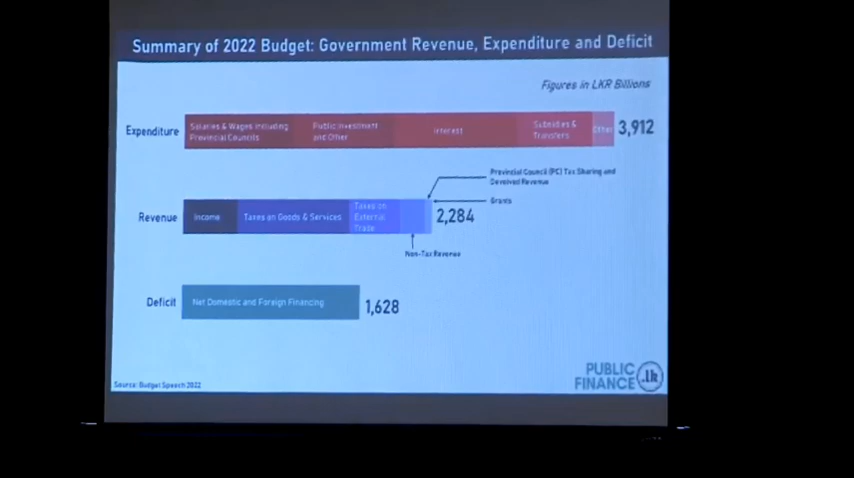 Summary of 2022 Budget: Government Revenue, Expenditure and Deficit
Figures in LKR Billions
Expenditure
Salaries & Wages including
Provincial Councils
Public Investment
and Other
Interest
Subsidies &
Transfers
Other
3,912
Provincial Council (PC) Tax Sharing and
Devolved Revenue
Grants
Revenue
Income
Taxes on Goods & Services
Taxes on
External
Trade
2,284
Non-Tax Revenue
Deficit
Net Domestic and Foreign Financing
1,628
Source: Budget Speech 2022
PUBLIC
FINANCE
.lk